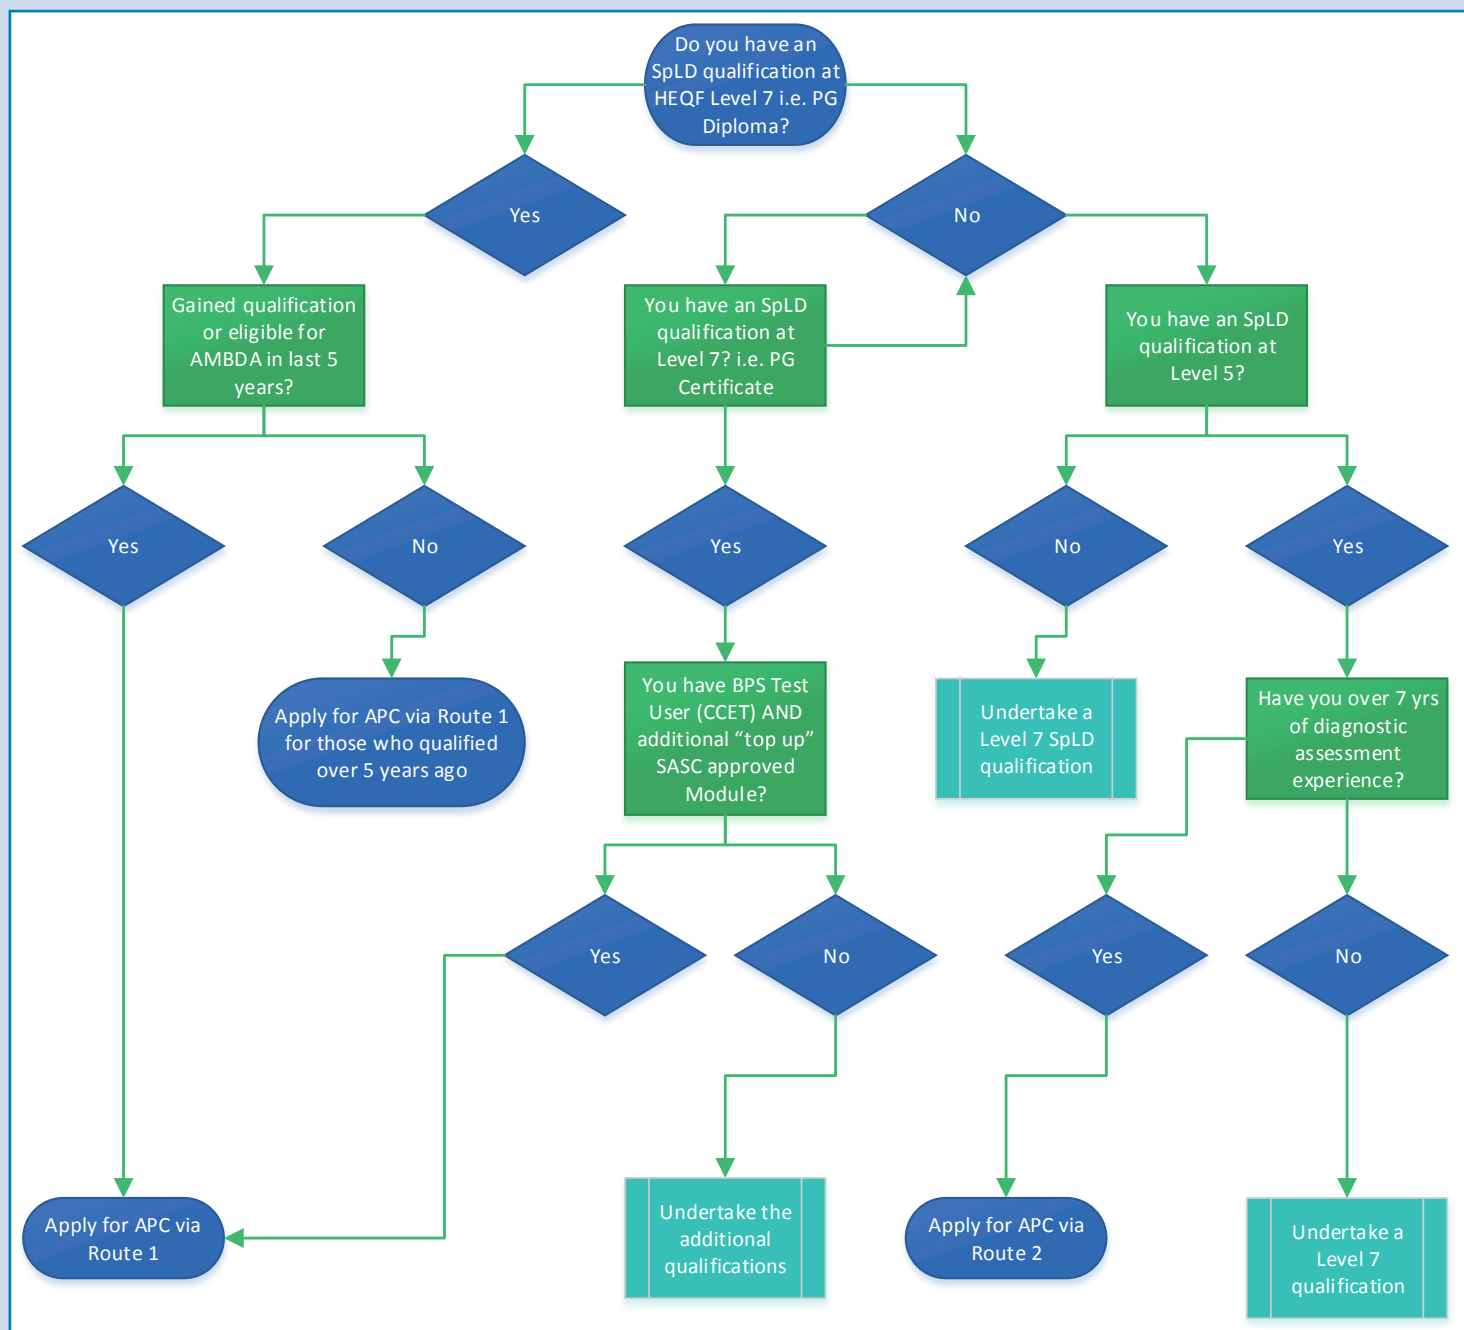 Do you have an
SpLD qualification at
HEQF Level 7 i.e. PG
Diploma?
Yes
No
Gained qualification
or eligible for
AMBDA in last 5
years?
You have an SpLD
qualification at
Level 7? i.e. PG
Certificate
You have an SpLD
qualification at
Level 5?
Yes
No
Yes
No
Yes
Apply for APC via Route 1
for those who qualified
over 5 years ago
You have BPS Test
User (CCET) AND
additional “top up”
SASC approved
Module?
Undertake a
Level 7 SpLD
qualification
Have you over 7 yrs
of diagnostic
assessment
experience?
Yes
No
Yes
No
Apply for APC via
Route 1
Undertake the
additional
qualifications
Apply for APC via
Route 2
Undertake a
Level 7
qualification